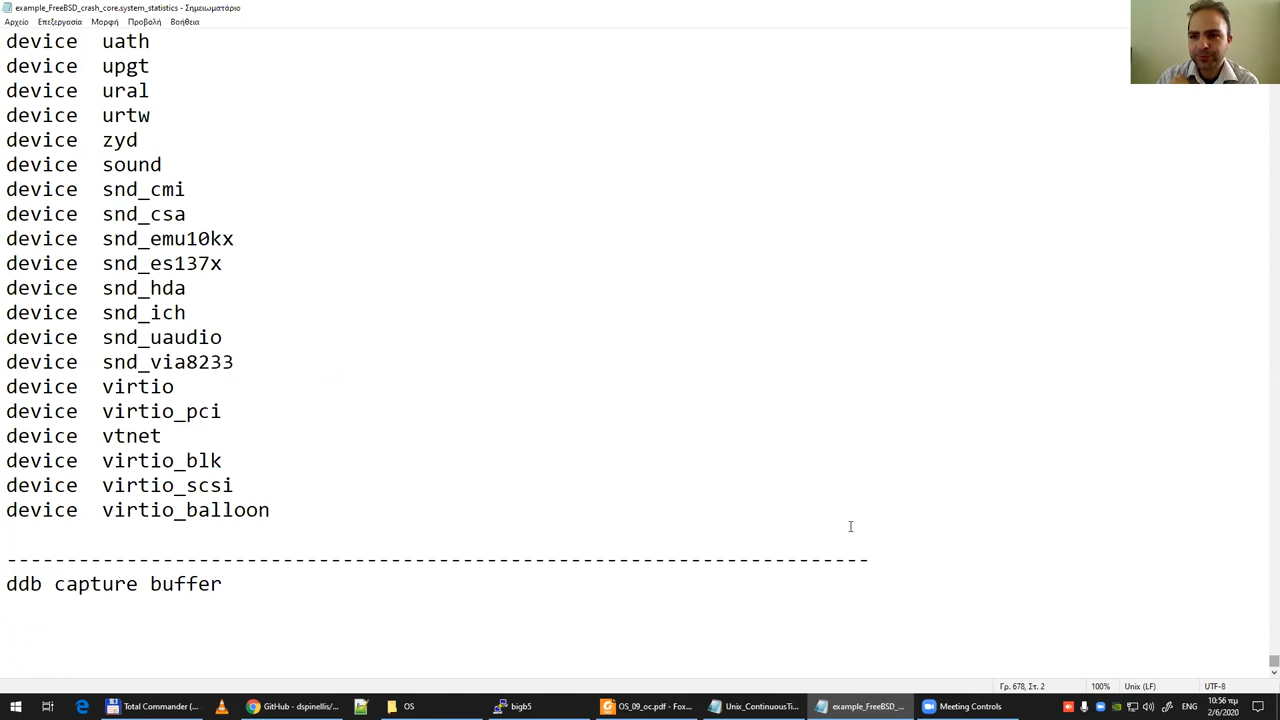 example_FreeBSD_crash_core.system_statistics - Σημειωματάριο
Αρχείο Επεξεργασία Μορφή Προβολή Βοήθεια
device uath
device upgt
device ural
device urtw
device zyd
device sound
device snd_cmi
device snd_csa
device snd_emu10kx
device snd_es137x
device snd_hda
device snd_ich
device snd_uaudio
device snd_via8233
device virtio
device virtio_pci
device vtnet
device virtio_blk
device virtio_scsi
device virtio_balloon
------------------------------------------------------------------------
ddb capture buffer
Γρ. 678, Στ. 2 100% Unix (LF) UTF-8
Total Commander (... GitHub - dspinellis/... OS bigb5 OS_09_oc.pdf - Fox... Unix_ContinuousTi... example_FreeBSD_... Meeting Controls ENG 10:56 πμ
2/6/2020